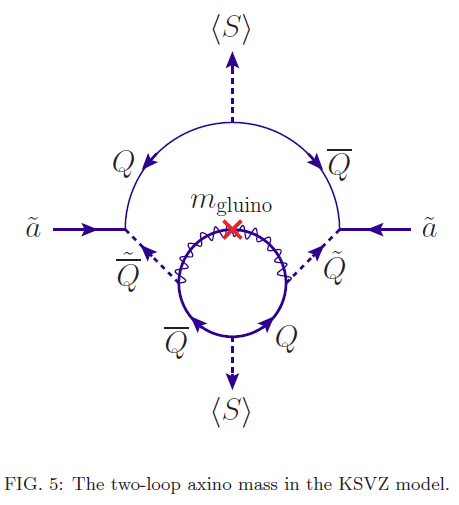 ⟨S⟩
Q
Q̅
m_gluino
ã
ã
Q̃̅
Q̃
Q̅
Q
⟨S⟩
FIG. 5: The two-loop axino mass in the KSVZ model.